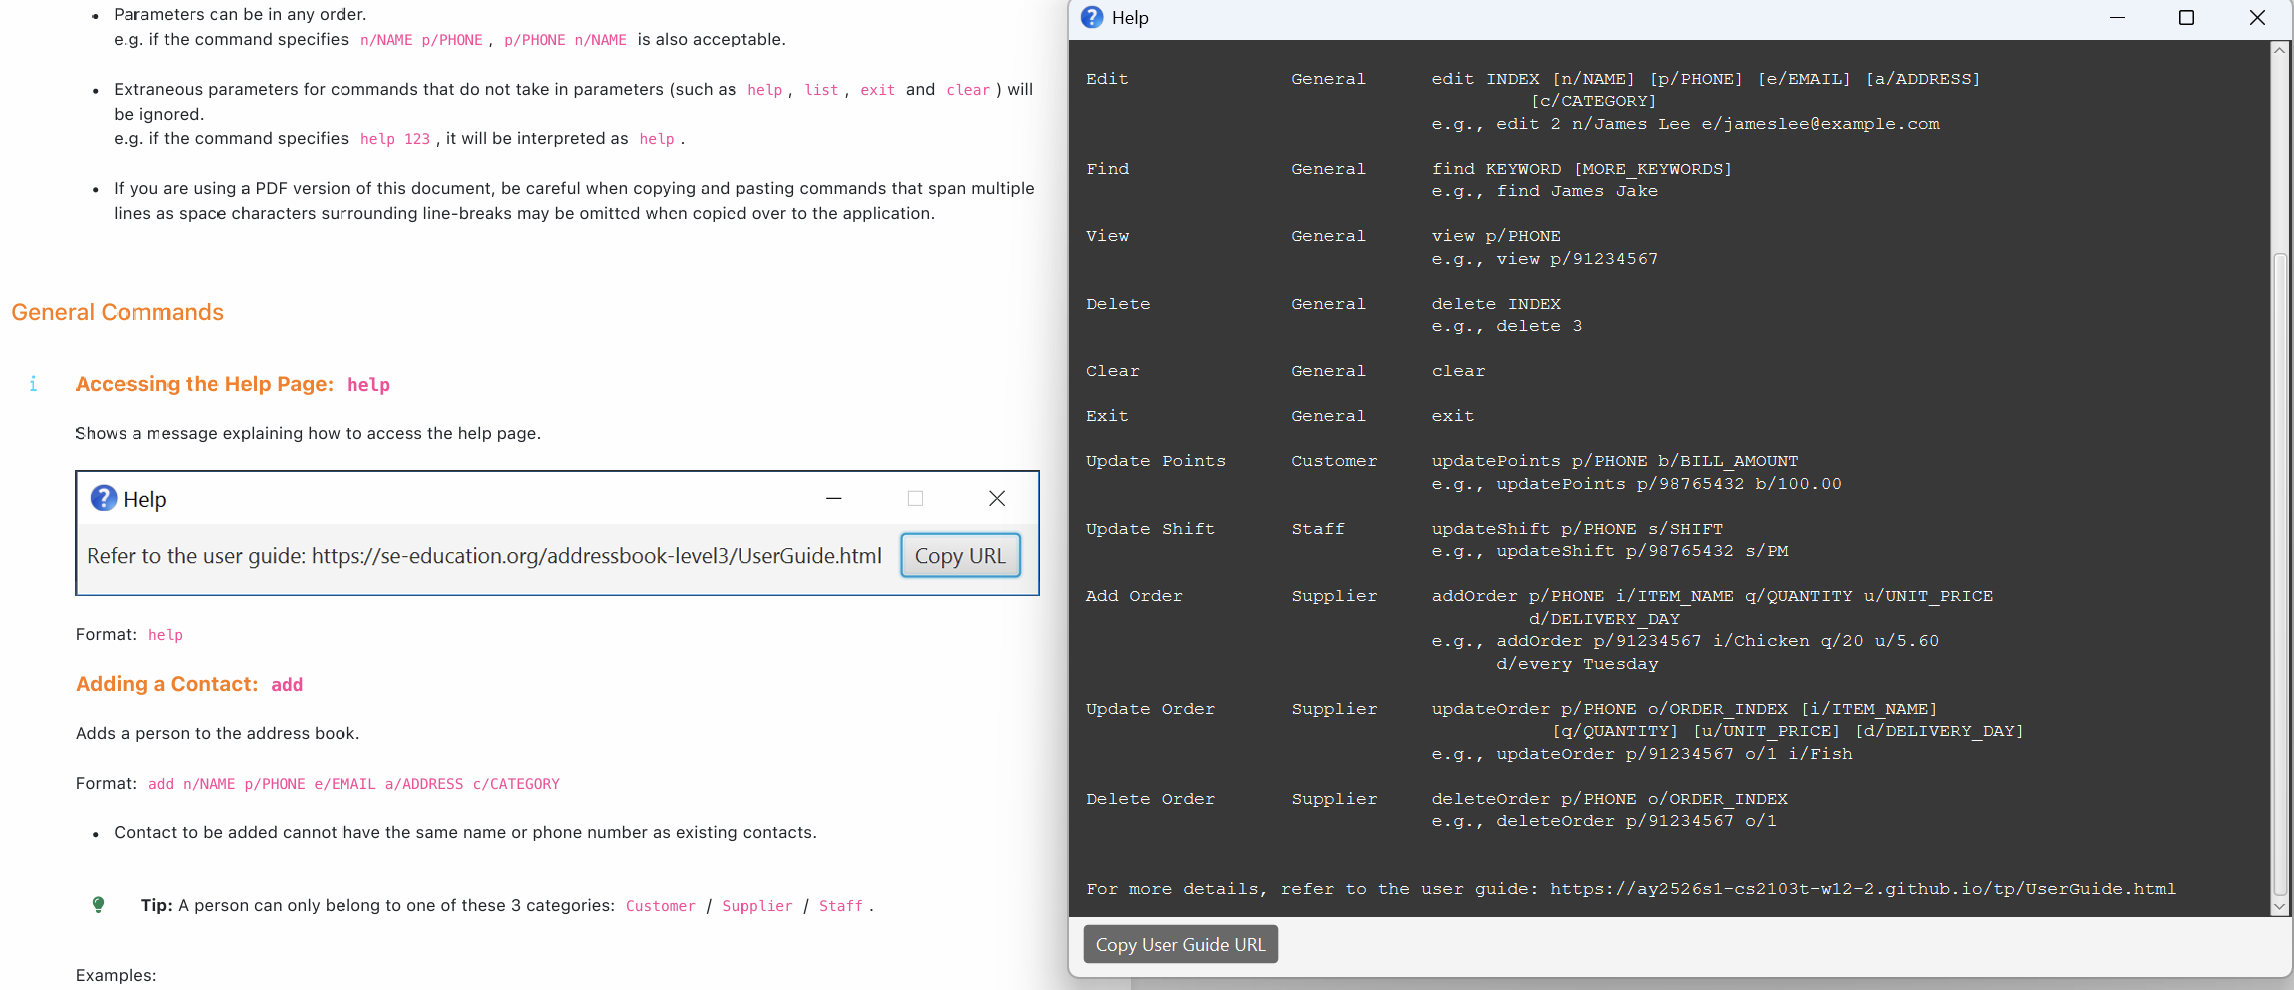 Parameters can be in any order.
e.g. if the command specifies n/NAME p/PHONE , p/PHONE n/NAME is also acceptable.
Extraneous parameters for commands that do not take in parameters (such as help , list , exit and clear ) will
be ignored.
e.g. if the command specifies help 123 , it will be interpreted as help .
If you are using a PDF version of this document, be careful when copying and pasting commands that span multiple
lines as space characters surrounding line-breaks may be omitted when copied over to the application.
General Commands
i Accessing the Help Page: help
Shows a message explaining how to access the help page.
? Help
Refer to the user guide: https://se-education.org/addressbook-level3/UserGuide.html Copy URL
Format: help
Adding a Contact: add
Adds a person to the address book.
Format: add n/NAME p/PHONE e/EMAIL a/ADDRESS c/CATEGORY
Contact to be added cannot have the same name or phone number as existing contacts.
Tip: A person can only belong to one of these 3 categories: Customer / Supplier / Staff .
Examples:
? Help
Edit General edit INDEX [n/NAME] [p/PHONE] [e/EMAIL] [a/ADDRESS]
[c/CATEGORY]
e.g., edit 2 n/James Lee e/jameslee@example.com
Find General find KEYWORD [MORE_KEYWORDS]
e.g., find James Jake
View General view p/PHONE
e.g., view p/91234567
Delete General delete INDEX
e.g., delete 3
Clear General clear
Exit General exit
Update Points Customer updatePoints p/PHONE b/BILL_AMOUNT
e.g., updatePoints p/98765432 b/100.00
Update Shift Staff updateShift p/PHONE s/SHIFT
e.g., updateShift p/98765432 s/PM
Add Order Supplier addOrder p/PHONE i/ITEM_NAME q/QUANTITY u/UNIT_PRICE
d/DELIVERY_DAY
e.g., addOrder p/91234567 i/Chicken q/20 u/5.60
d/every Tuesday
Update Order Supplier updateOrder p/PHONE o/ORDER_INDEX [i/ITEM_NAME]
[q/QUANTITY] [u/UNIT_PRICE] [d/DELIVERY_DAY]
e.g., updateOrder p/91234567 o/1 i/Fish
Delete Order Supplier deleteOrder p/PHONE o/ORDER_INDEX
e.g., deleteOrder p/91234567 o/1
For more details, refer to the user guide: https://ay2526s1-cs2103t-w12-2.github.io/tp/UserGuide.html
Copy User Guide URL